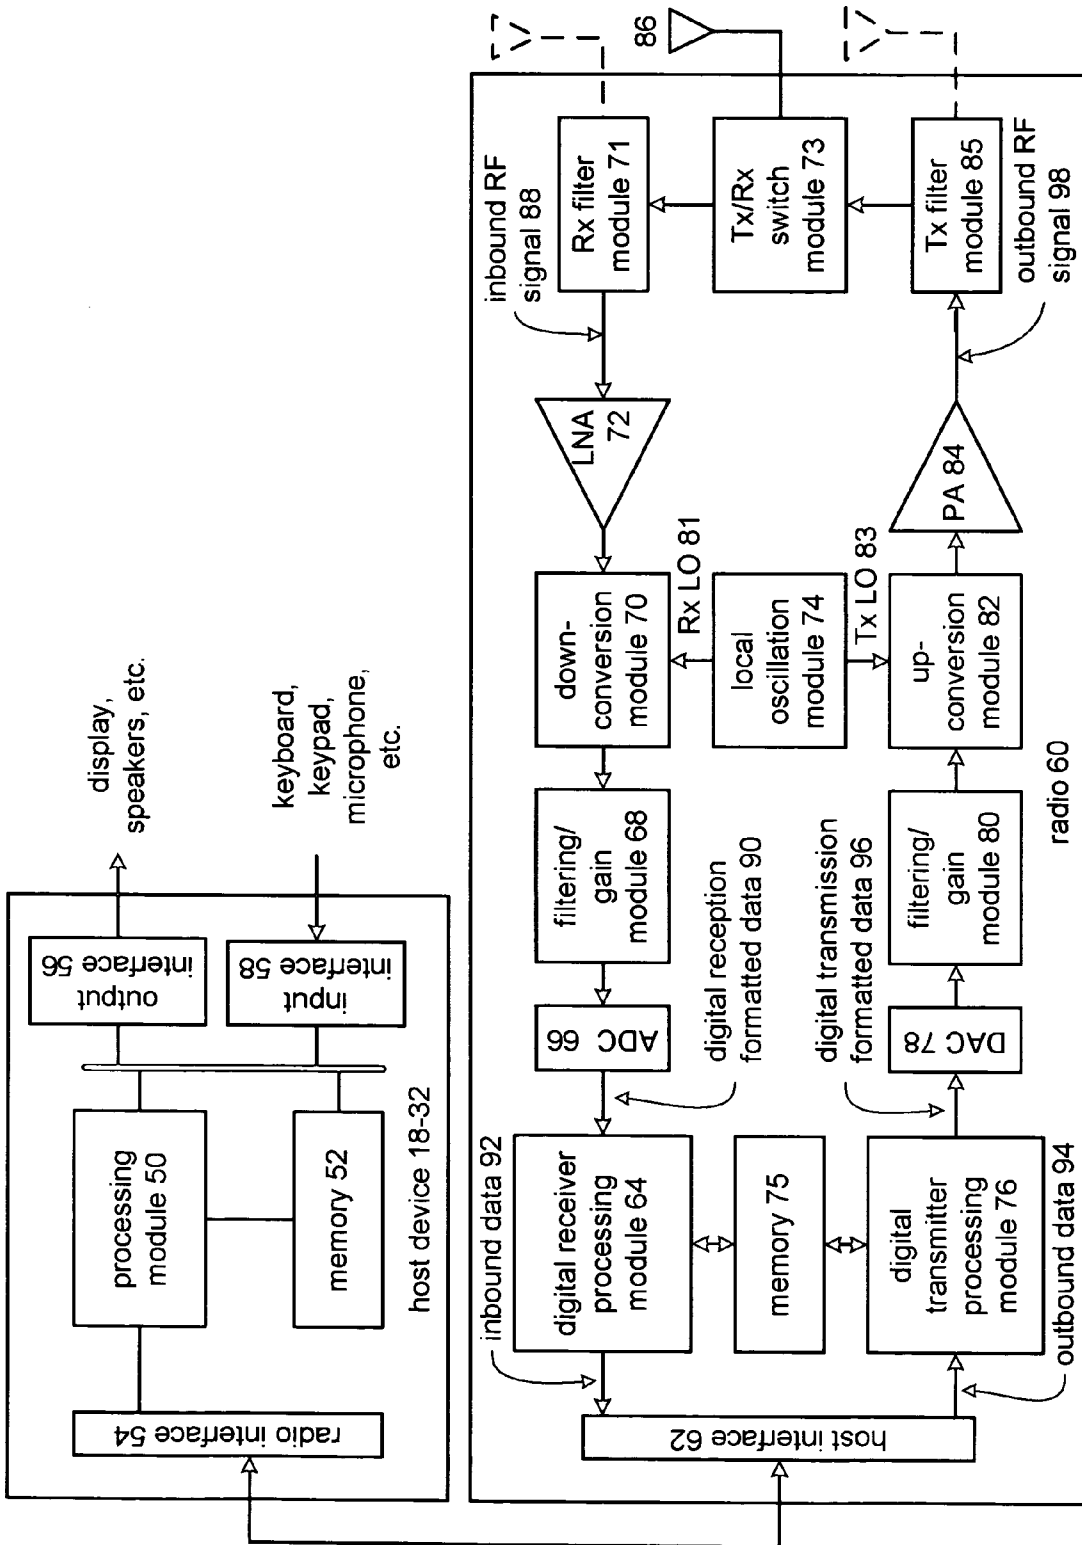 display,
speakers, etc.
keyboard,
keypad,
microphone,
etc.
output
interface 56
input
interface 58
processing
module 50
memory 52
radio interface 54
host device 18-32
86
inbound RF
signal 88
Rx filter
module 71
Tx/Rx
switch
module 73
Tx filter
module 85
outbound RF
signal 98
LNA
72
PA 84
down-
conversion
module 70
Rx LO 81
local
oscillation
module 74
Tx LO 83
up-
conversion
module 82
filtering/
gain
module 68
filtering/
gain
module 80
radio 60
ADC 66
digital reception
formatted data 90
digital transmission
formatted data 96
DAC 78
inbound data 92
digital receiver
processing
module 64
memory 75
digital
transmitter
processing
module 76
outbound data 94
host interface 62